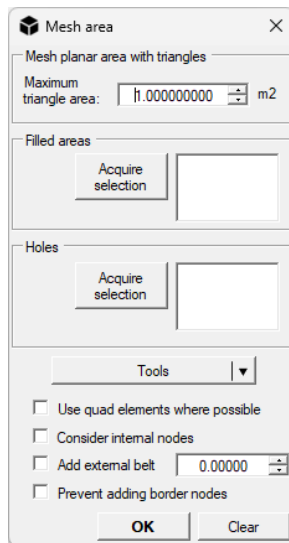 Mesh area
Mesh planar area with triangles
Maximum
triangle area:
1.000000000
m2
Filled areas
Acquire
selection
Holes
Acquire
selection
Tools
Use quad elements where possible
Consider internal nodes
Add external belt
0.00000
Prevent adding border nodes
OK
Clear